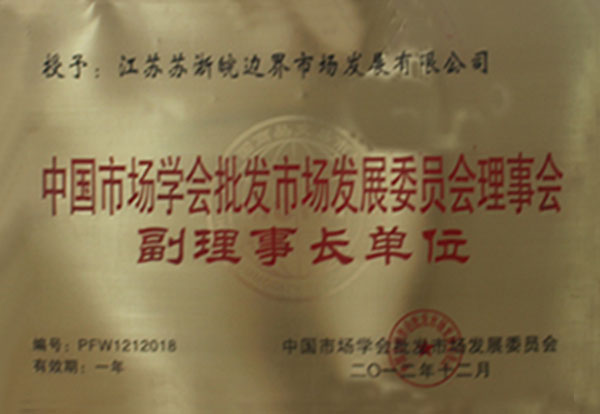 授予：江苏苏浙皖边界市场发展有限公司
中国市场学会批发市场发展委员会理事会
副理事长单位
编号：PFW1212018
有效期：一年
中国市场学会批发市场发展委员会
二〇一二年十二月